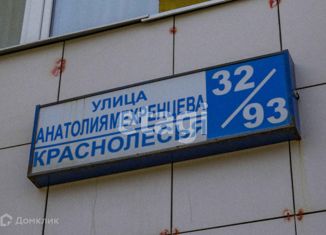 УЛИЦА
АНАТОЛИЯ МЕХРЕНЦЕВА
КРАСНОЛЕСЬЯ
32/93
Домклик